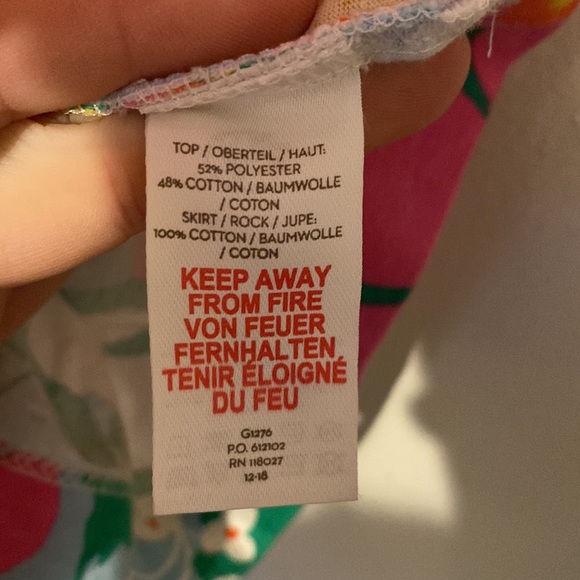 TOP / OBERTEIL / HAUT:
52% POLYESTER
48% COTTON / BAUMWOLLE
/ COTON
SKIRT / ROCK / JUPE:
100% COTTON / BAUMWOLLE
/ COTON
KEEP AWAY
FROM FIRE
VON FEUER
FERNHALTEN
TENIR ÉLOIGNÉ
DU FEU
G1276
P.O. 612102
RN 118027
12-18